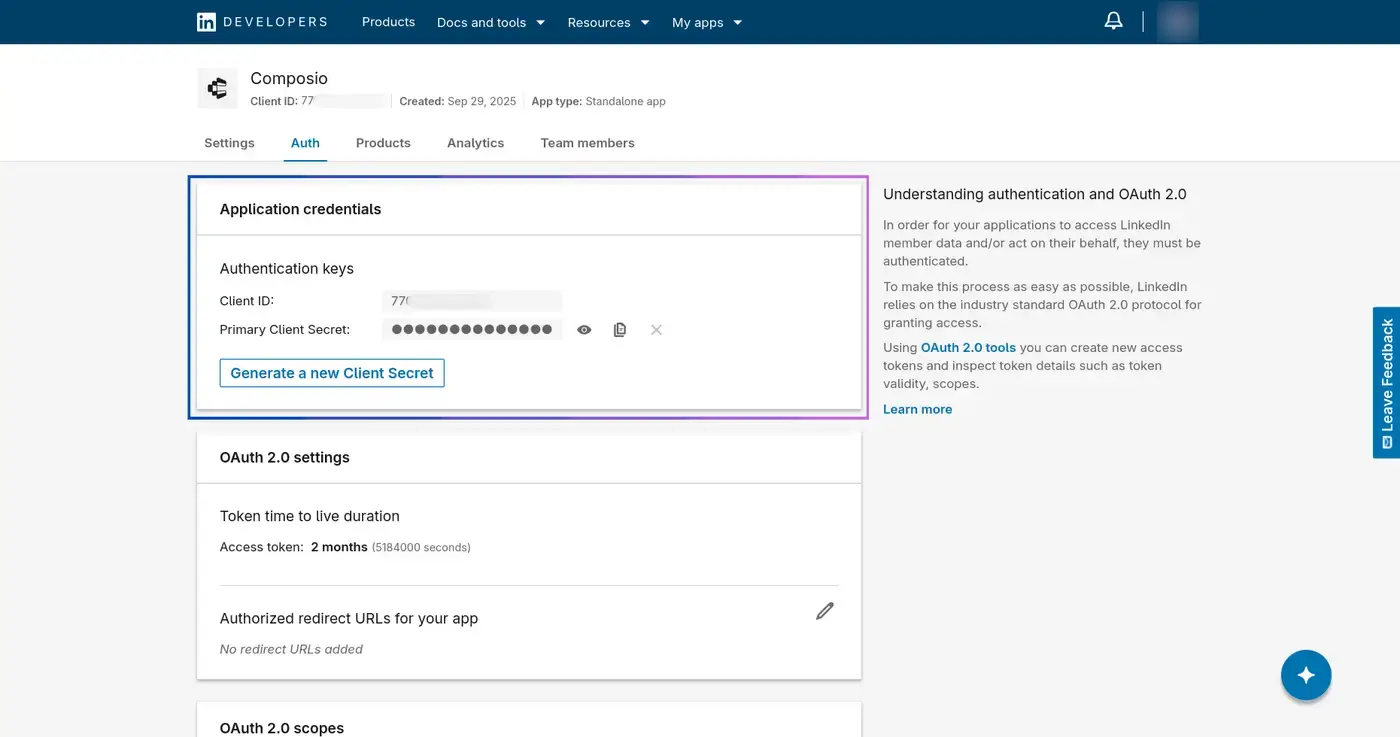 in DEVELOPERS Products Docs and tools Resources My apps
Composio
Client ID: 77 Created: Sep 29, 2025 App type: Standalone app
Settings Auth Products Analytics Team members
Application credentials
Authentication keys
Client ID: 77
Primary Client Secret: ●●●●●●●●●●●●●●
Generate a new Client Secret
Understanding authentication and OAuth 2.0
In order for your applications to access LinkedIn
member data and/or act on their behalf, they must be
authenticated.
To make this process as easy as possible, LinkedIn
relies on the industry standard OAuth 2.0 protocol for
granting access.
Using OAuth 2.0 tools you can create new access
tokens and inspect token details such as token
validity, scopes.
Learn more
Leave Feedback
OAuth 2.0 settings
Token time to live duration
Access token: 2 months (5184000 seconds)
Authorized redirect URLs for your app
No redirect URLs added
OAuth 2.0 scopes